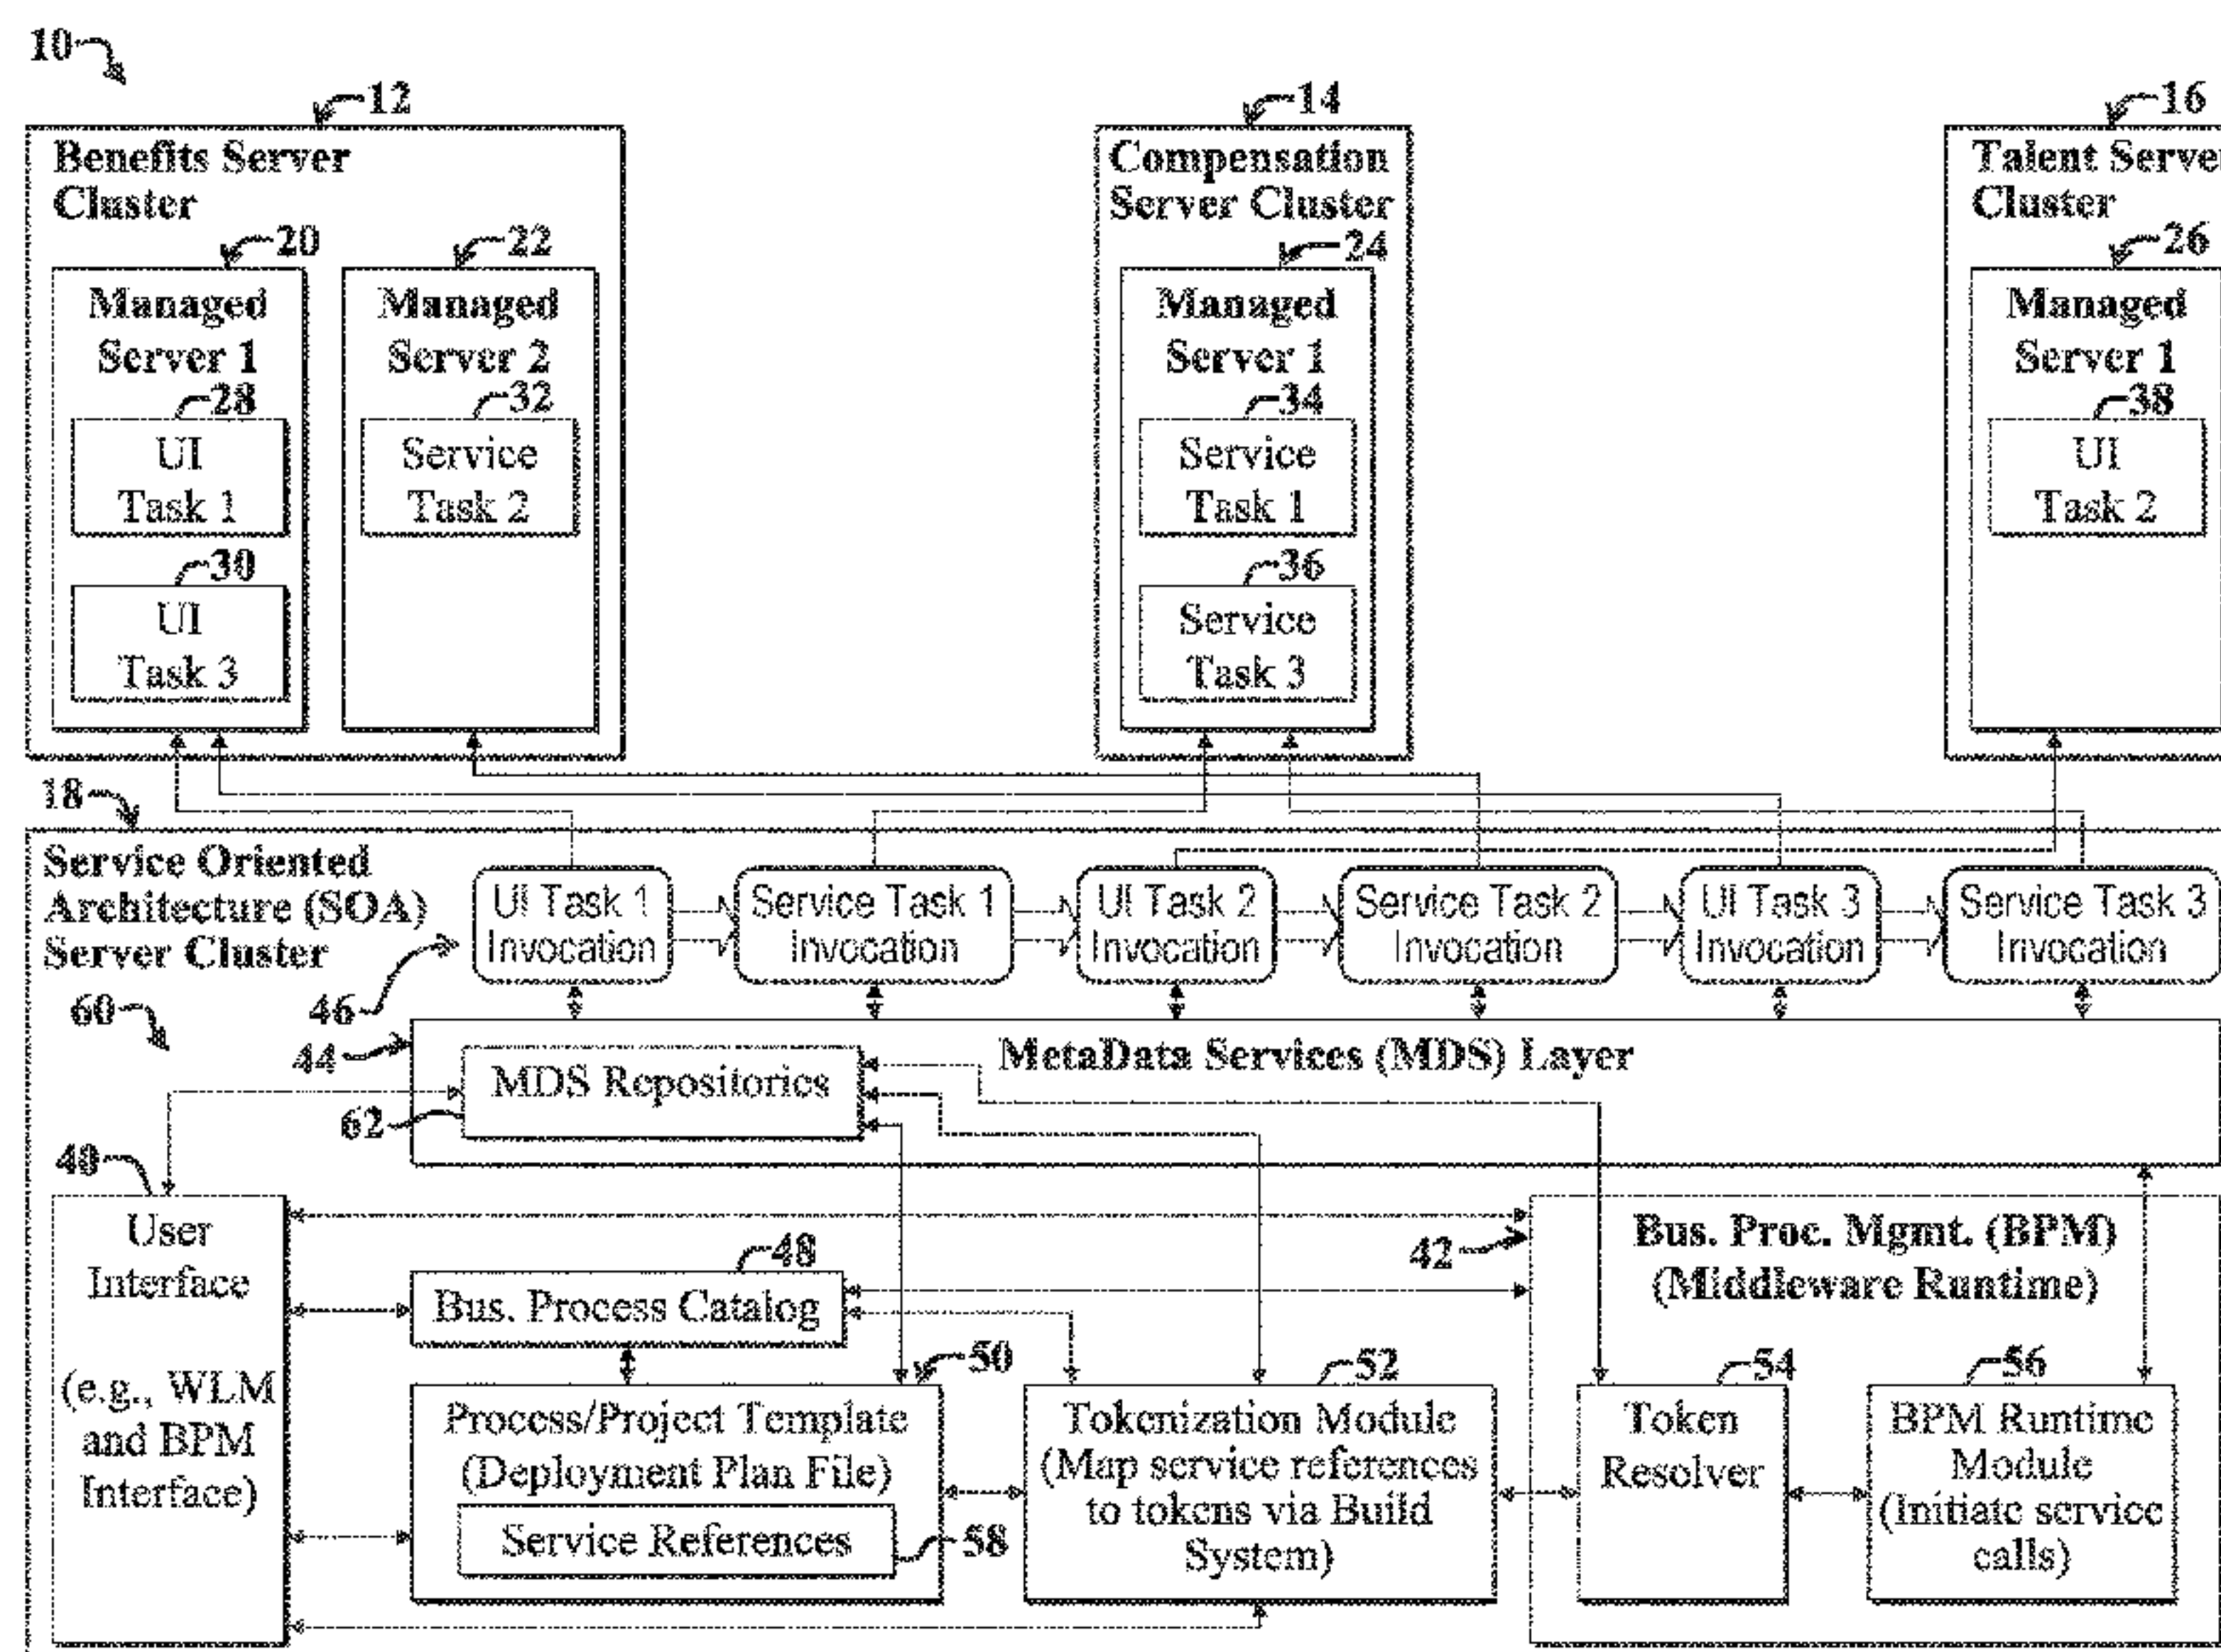 10
12
14
16
Benefits Server
Cluster
Compensation
Server Cluster
Talent Server
Cluster
20
22
24
26
Managed
Server 1
Managed
Server 2
Managed
Server 1
Managed
Server 1
28
32
34
38
UI
Task 1
Service
Task 2
Service
Task 1
UI
Task 2
30
36
UI
Task 3
Service
Task 3
18
Service Oriented
Architecture (SOA)
Server Cluster
UI Task 1
Invocation
Service Task 1
Invocation
UI Task 2
Invocation
Service Task 2
Invocation
UI Task 3
Invocation
Service Task 3
Invocation
60
46
44
MDS Repositories
MetaData Services (MDS) Layer
62
40
User
Interface
(e.g., WLM
and BPM
Interface)
48
Bus. Process Catalog
42
Bus. Proc. Mgmt. (BPM)
(Middleware Runtime)
50
52
54
56
Process/Project Template
(Deployment Plan File)
Service References
58
Tokenization Module
(Map service references
to tokens via Build
System)
Token
Resolver
BPM Runtime
Module
(Initiate service
calls)